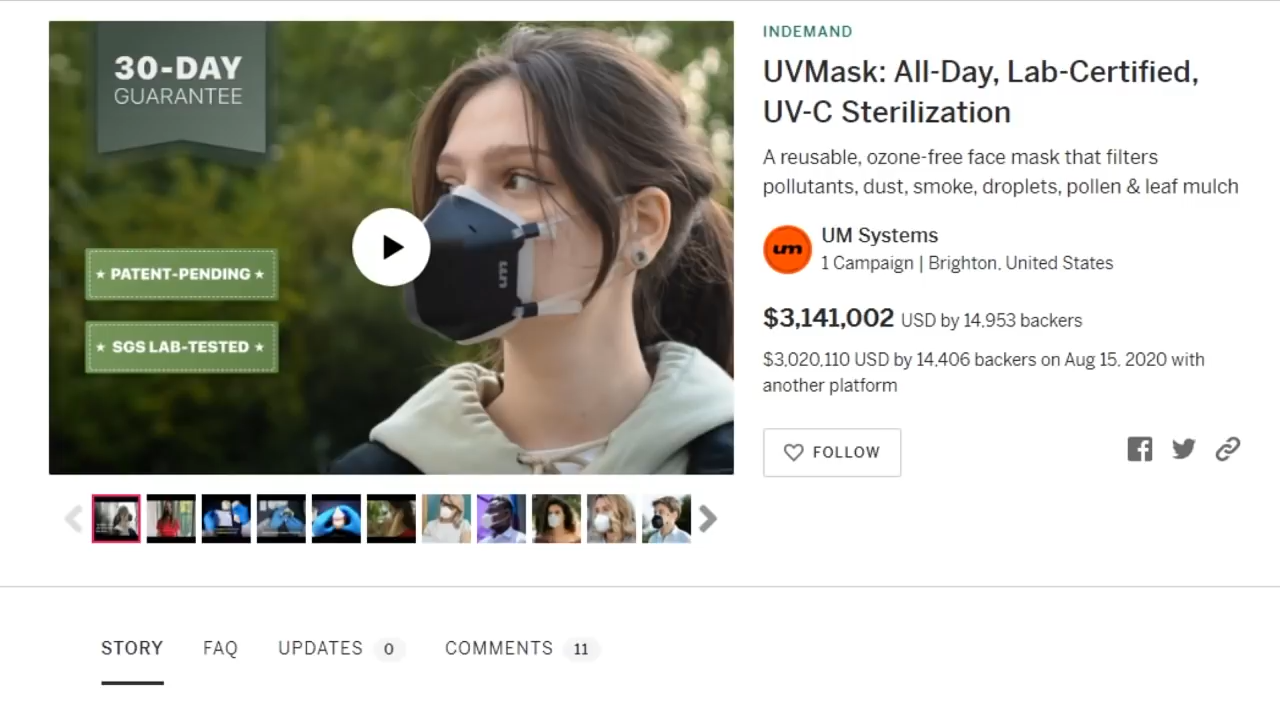 30-DAY
GUARANTEE
★ PATENT-PENDING ★
★ SGS LAB-TESTED ★
um
INDEMAND
UVMask: All-Day, Lab-Certified,
UV-C Sterilization
A reusable, ozone-free face mask that filters
pollutants, dust, smoke, droplets, pollen & leaf mulch
um
UM Systems
1 Campaign | Brighton, United States
$3,141,002 USD by 14,953 backers
$3,020,110 USD by 14,406 backers on Aug 15, 2020 with
another platform
FOLLOW
STORY
FAQ
UPDATES 0
COMMENTS 11